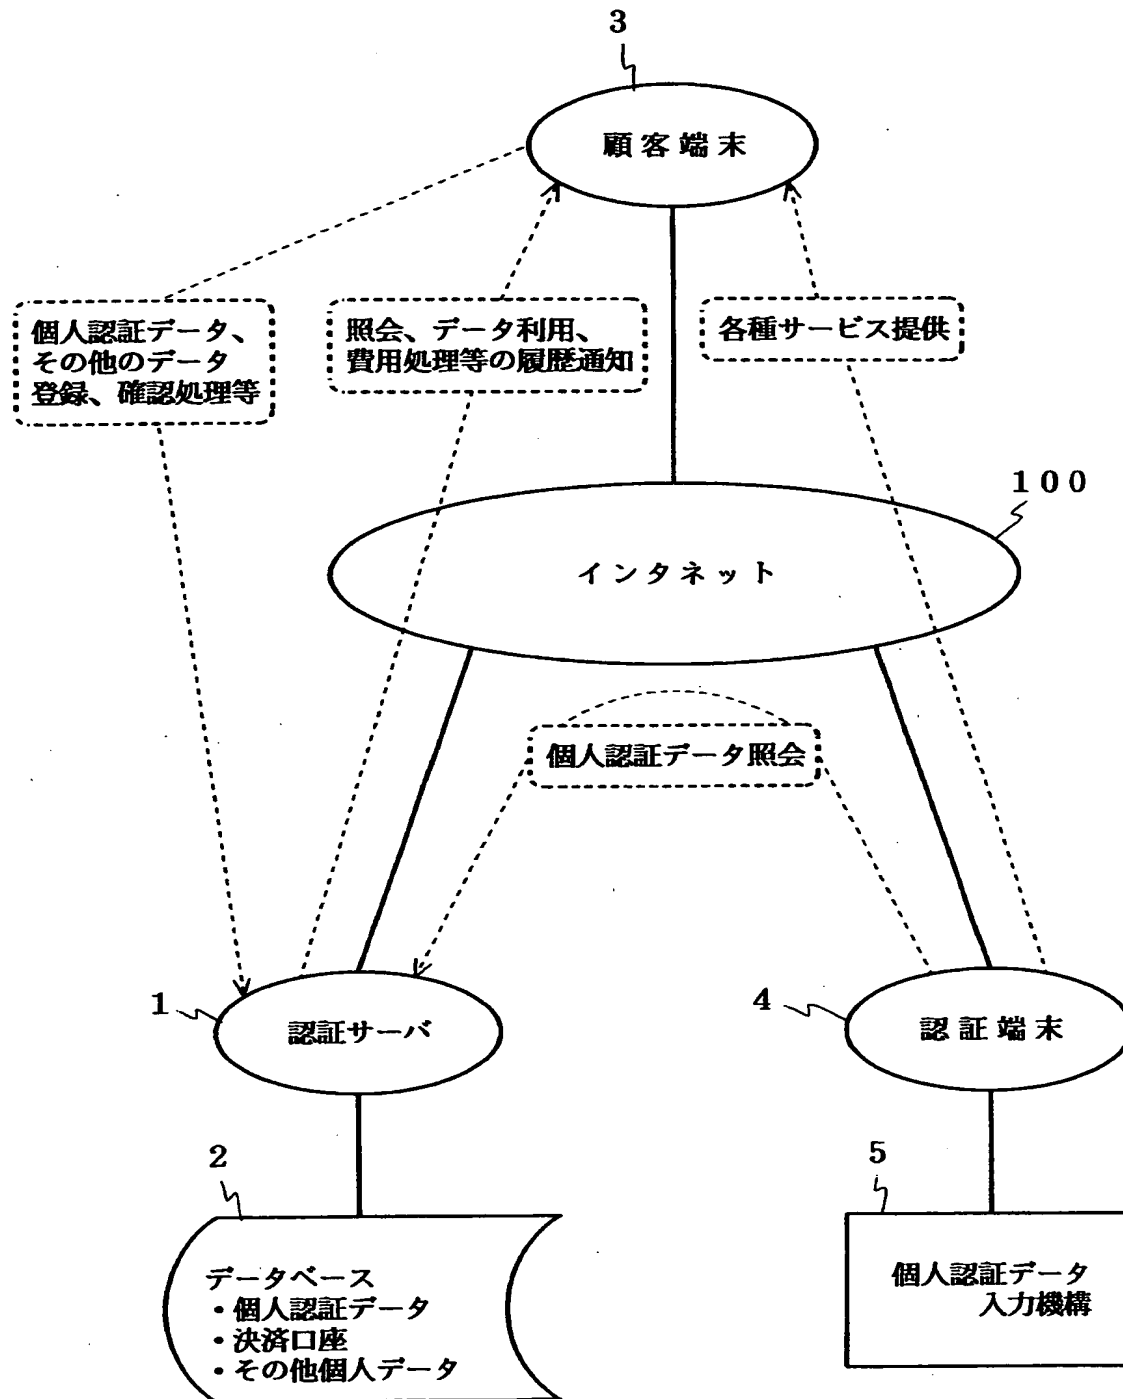 3
顧客端末
個人認証データ、
その他のデータ
登録、確認処理等
照会、データ利用、
費用処理等の履歴通知
各種サービス提供
100
インタネット
個人認証データ照会
1
認証サーバ
4
認証端末
2
データベース
・個人認証データ
・決済口座
・その他個人データ
5
個人認証データ
入力機構